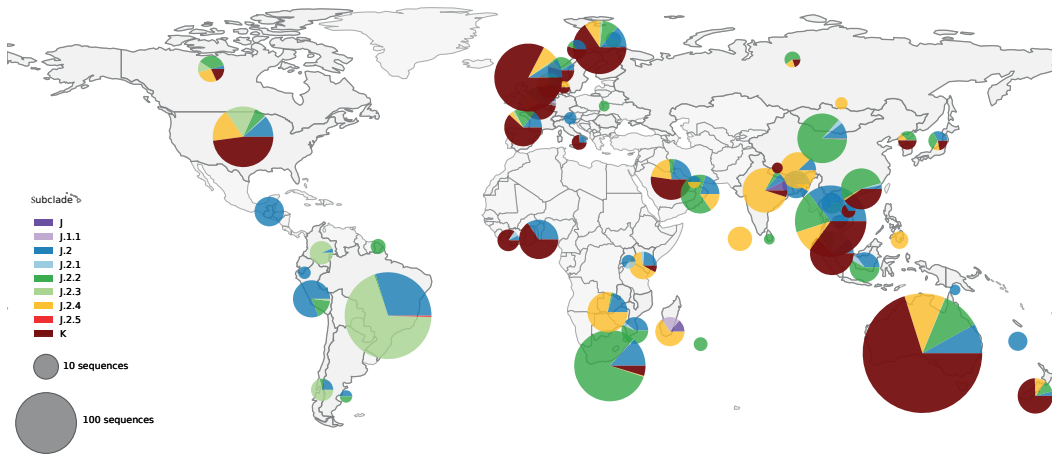 Subclade
J
J.1.1
J.2
J.2.1
J.2.2
J.2.3
J.2.4
J.2.5
K
10 sequences
100 sequences